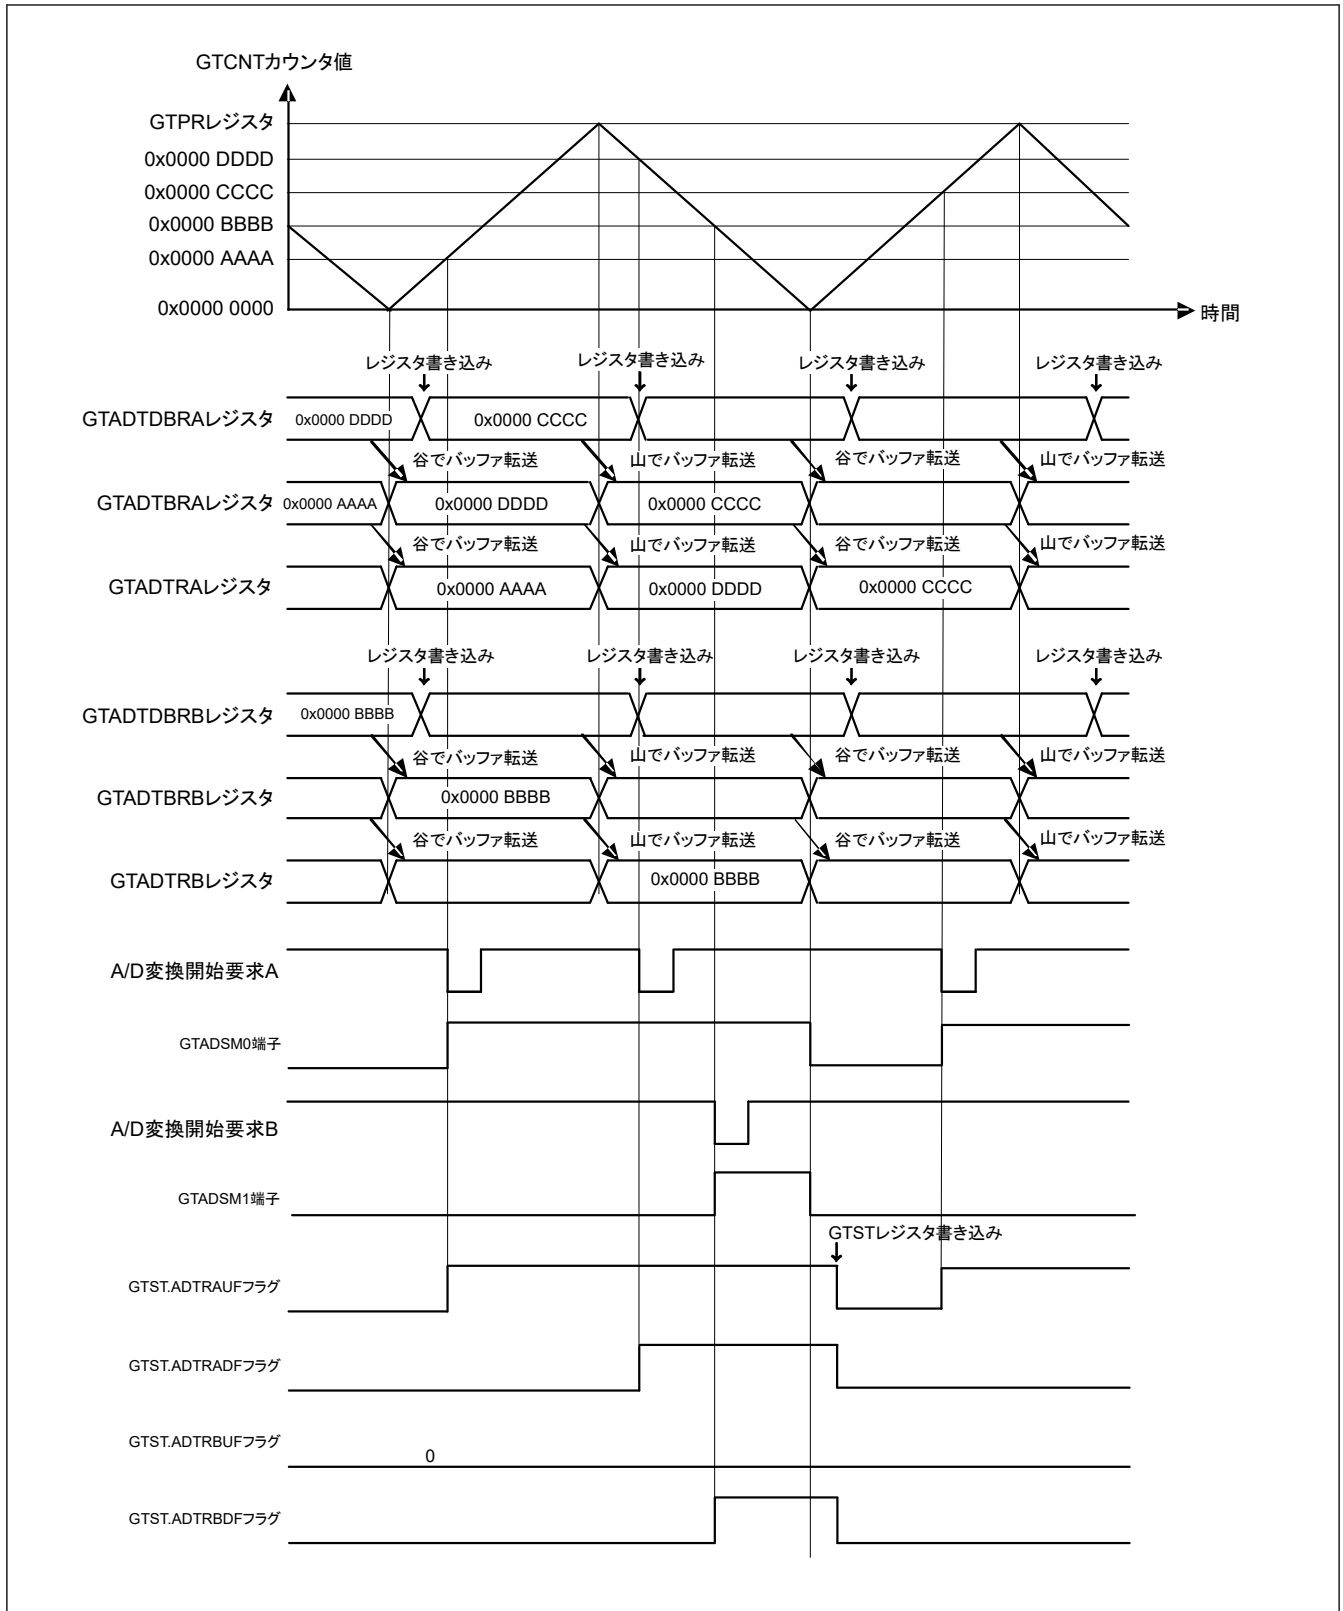 GTCNTカウンタ値
GTPRレジスタ
0x0000 DDDD
0x0000 CCCC
0x0000 BBBB
0x0000 AAAA
0x0000 0000
時間
レジスタ書き込み レジスタ書き込み レジスタ書き込み レジスタ書き込み
GTADTDBRAレジスタ 0x0000 DDDD 0x0000 CCCC
谷でバッファ転送 山でバッファ転送 谷でバッファ転送 山でバッファ転送
GTADTBRAレジスタ 0x0000 AAAA 0x0000 DDDD 0x0000 CCCC
谷でバッファ転送 山でバッファ転送 谷でバッファ転送 山でバッファ転送
GTADTRAレジスタ 0x0000 AAAA 0x0000 DDDD 0x0000 CCCC
レジスタ書き込み レジスタ書き込み レジスタ書き込み レジスタ書き込み
GTADTDBRBレジスタ 0x0000 BBBB
谷でバッファ転送 山でバッファ転送 谷でバッファ転送 山でバッファ転送
GTADTBRBレジスタ 0x0000 BBBB
谷でバッファ転送 山でバッファ転送 谷でバッファ転送 山でバッファ転送
GTADTRBレジスタ 0x0000 BBBB
A/D変換開始要求A
GTADSM0端子
A/D変換開始要求B
GTADSM1端子
GTSTレジスタ書き込み
GTST.ADTRAUFフラグ
GTST.ADTRADFフラグ
GTST.ADTRBUFフラグ 0
GTST.ADTRBDFフラグ